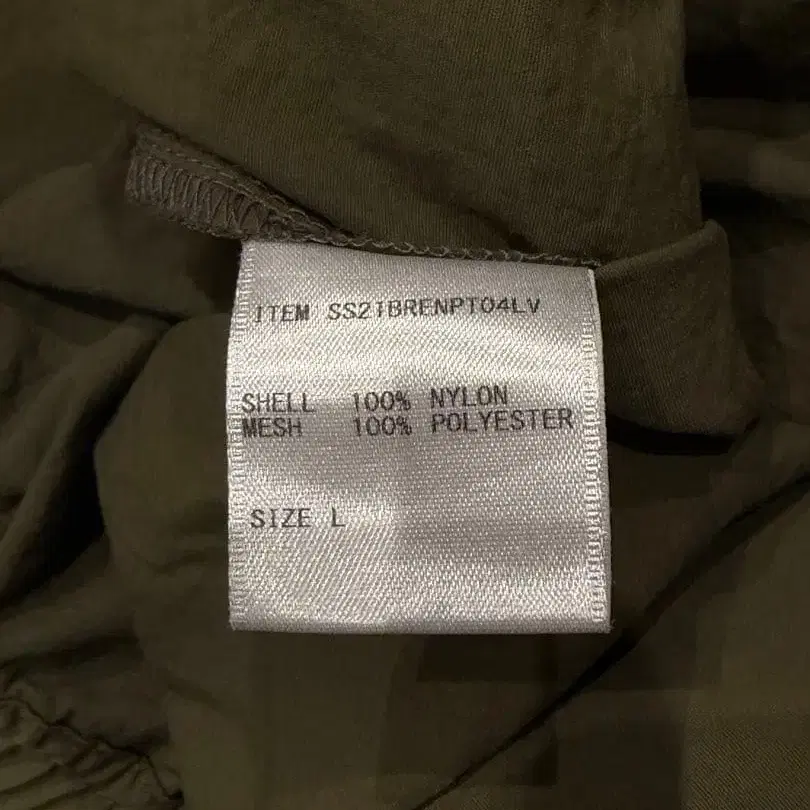 ITEM SS21BRENPT04LV
SHELL 100% NYLON
MESH 100% POLYESTER
SIZE L